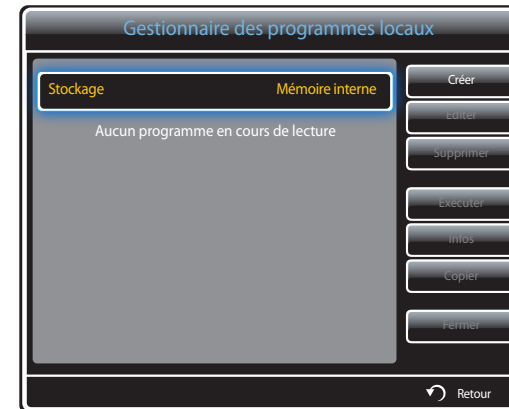 Gestionnaire des programmes locaux
Stockage Mémoire interne
Aucun programme en cours de lecture
Créer
Editer
Supprimer
Exécuter
Infos
Copier
Fermer
Retour